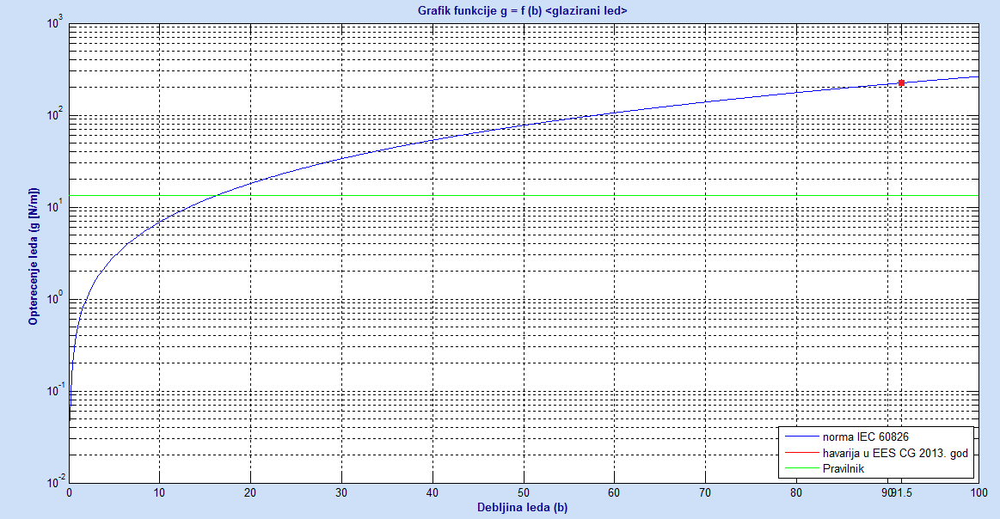 Grafik funkcije g = f (b) <glazirani led>
10^3
10^2
10^1
10^0
10^-1
10^-2
Opterecenje leda (g [N/m])
norma IEC 60826
havarija u EES CG 2013. god
Pravilnik
0 10 20 30 40 50 60 70 80 90 91.5 100
Debljina leda (b)